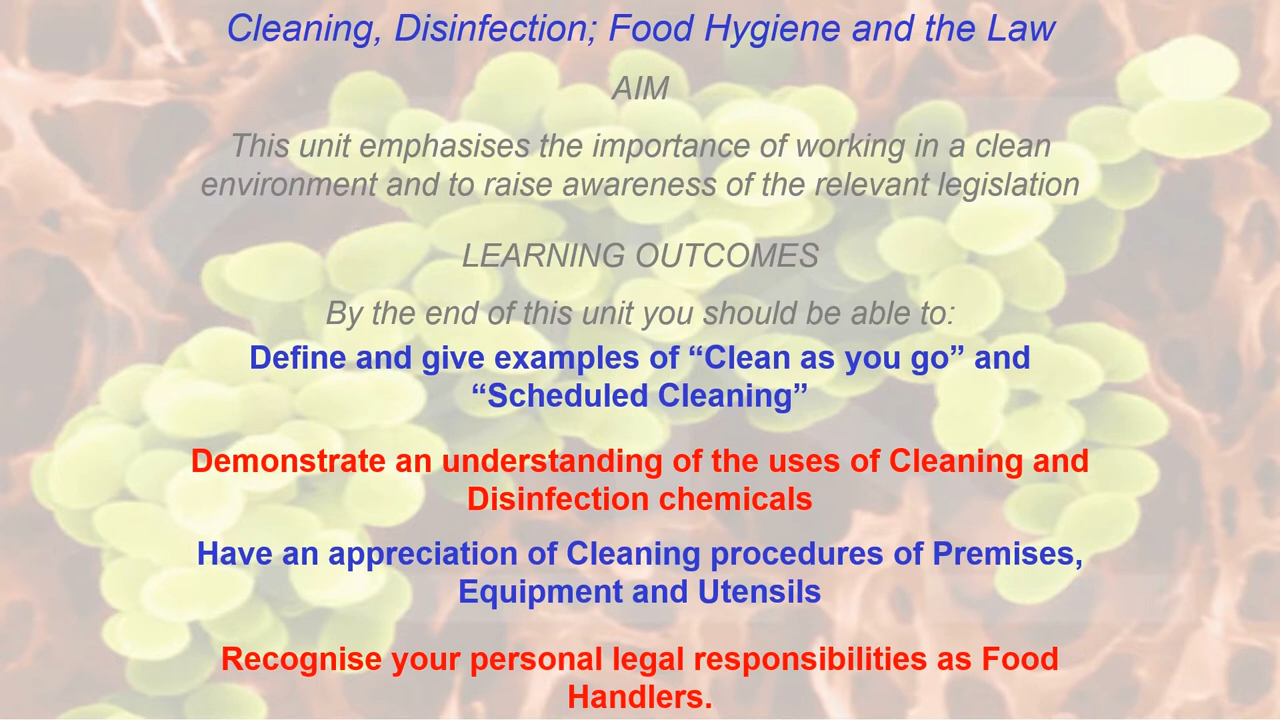 Cleaning, Disinfection; Food Hygiene and the Law
AIM
This unit emphasises the importance of working in a clean
environment and to raise awareness of the relevant legislation
LEARNING OUTCOMES
By the end of this unit you should be able to:
Define and give examples of “Clean as you go” and
“Scheduled Cleaning”
Demonstrate an understanding of the uses of Cleaning and
Disinfection chemicals
Have an appreciation of Cleaning procedures of Premises,
Equipment and Utensils
Recognise your personal legal responsibilities as Food
Handlers.